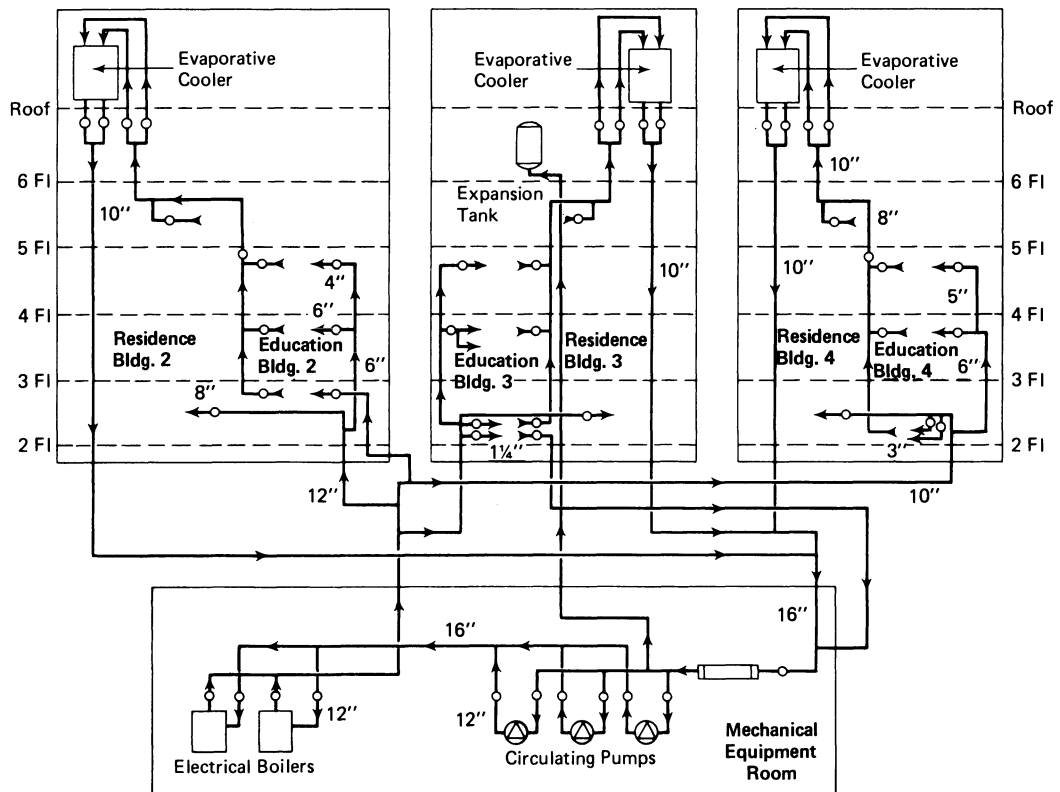 Evaporative
Cooler
Evaporative
Cooler
Evaporative
Cooler
Roof
Roof
10′′
6 Fl
6 Fl
Expansion
Tank
10′′
8′′
5 Fl
5 Fl
10′′
10′′
4′′
5′′
6′′
4 Fl
4 Fl
Residence
Bldg. 2
Education
Bldg. 2
6′′
Education
Bldg. 3
Residence
Bldg. 3
Residence
Bldg. 4
Education
Bldg. 4
6′′
3 Fl
3 Fl
8′′
2 Fl
2 Fl
1¼′′
3′′
12′′
10′′
16′′
16′′
12′′
12′′
Electrical Boilers
Circulating Pumps
Mechanical
Equipment
Room